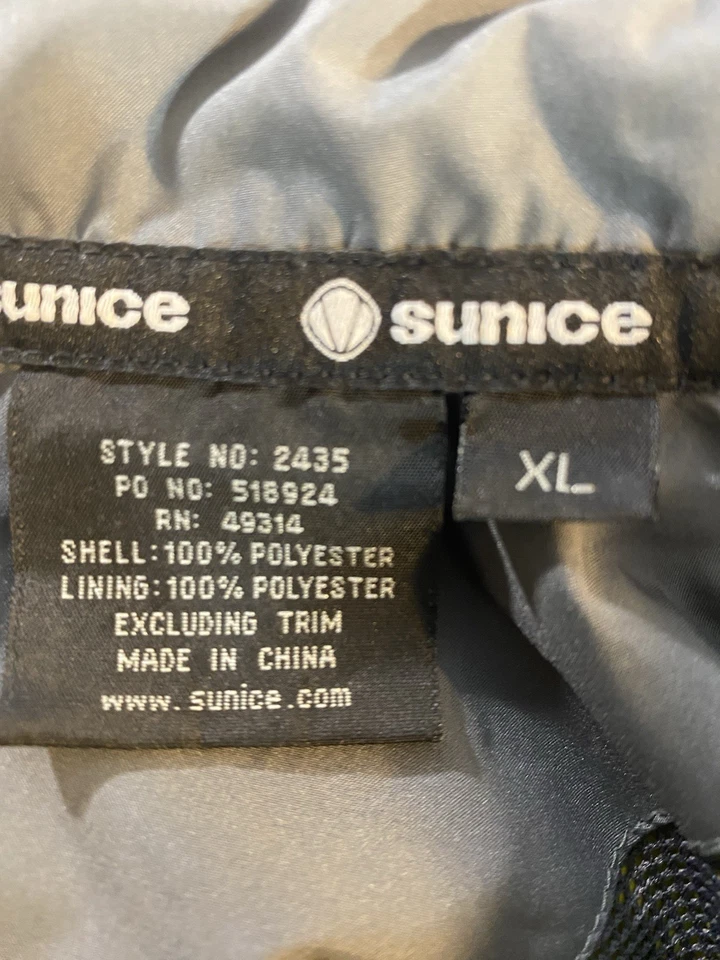 sunice sunice
XL
STYLE NO: 2435
PO NO: 518924
RN: 49314
SHELL: 100% POLYESTER
LINING: 100% POLYESTER
EXCLUDING TRIM
MADE IN CHINA
www.sunice.com